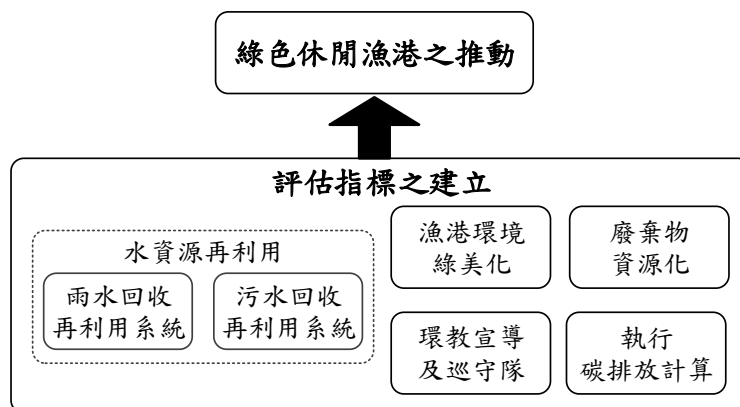 綠色休閒漁港之推動
評估指標之建立
水資源再利用
雨水回收
再利用系統
污水回收
再利用系統
漁港環境
綠美化
廢棄物
資源化
環教宣導
及巡守隊
執行
碳排放計算